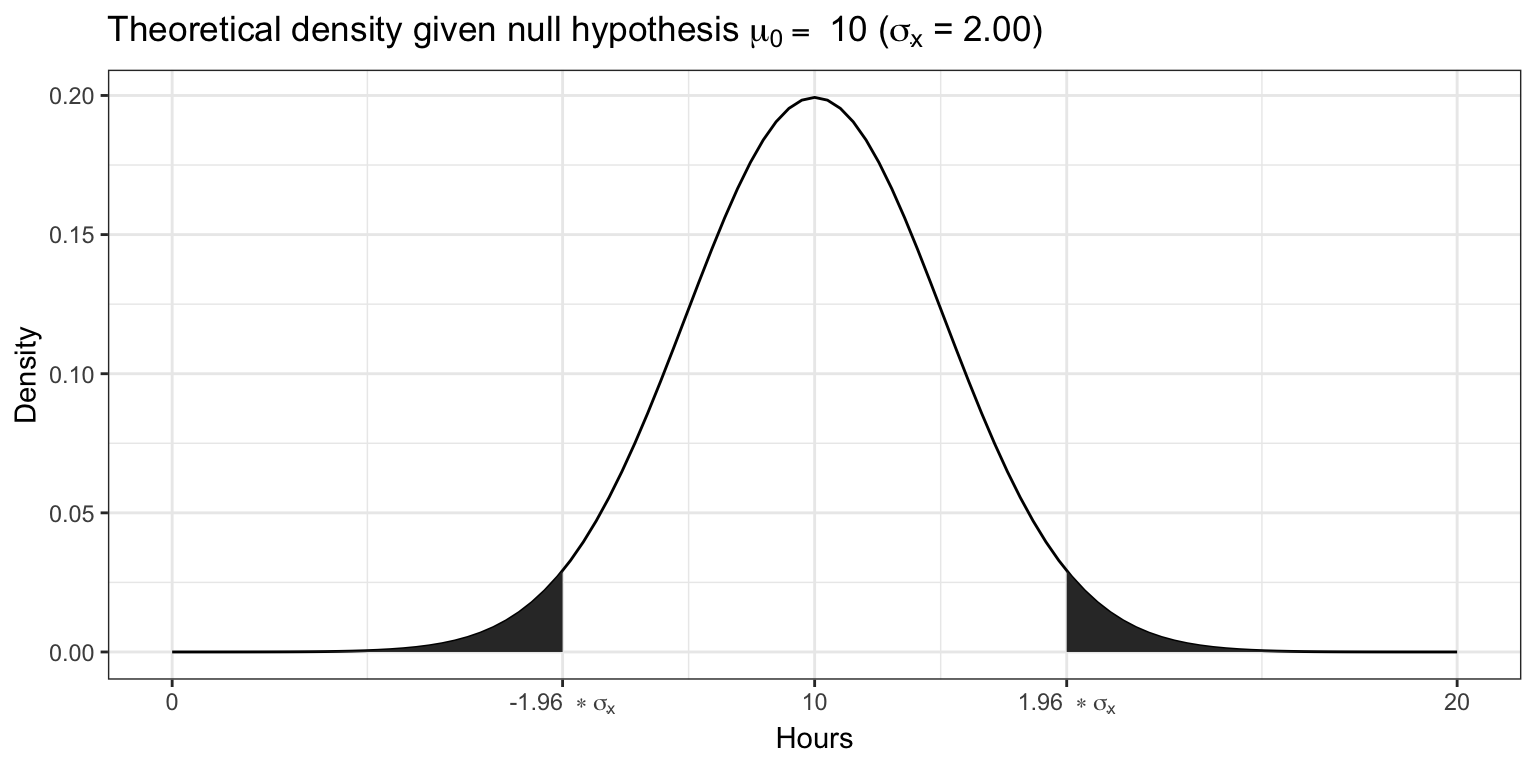 Theoretical density given null hypothesis μ₀ = 10 (σₓ = 2.00)
0.20
0.15
0.10
0.05
0.00
Density
0 -1.96 * σₓ 10 1.96 * σₓ 20
Hours